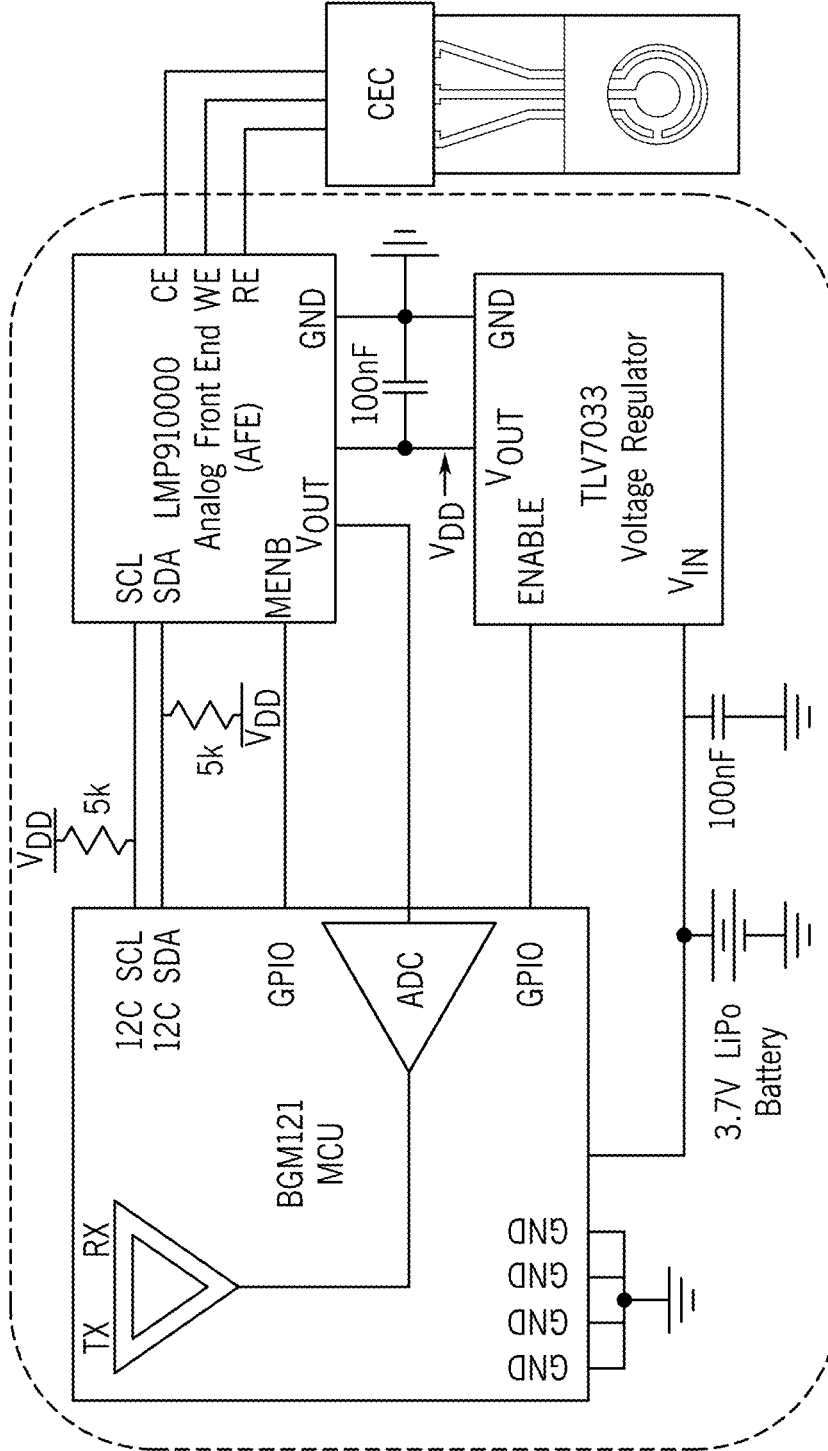 TX RX
BGM121
MCU
12C SCL
12C SDA
GPIO
ADC
GPIO
GND
GND
GND
GND
VDD
5k
5k
VDD
3.7V LiPo
Battery
100nF
SCL
SDA LMP910000
Analog Front End
(AFE)
MENB
VOUT
GND
CE
WE
RE
100nF
VDD
ENABLE
VOUT
GND
TLV7033
Voltage Regulator
VIN
CEC